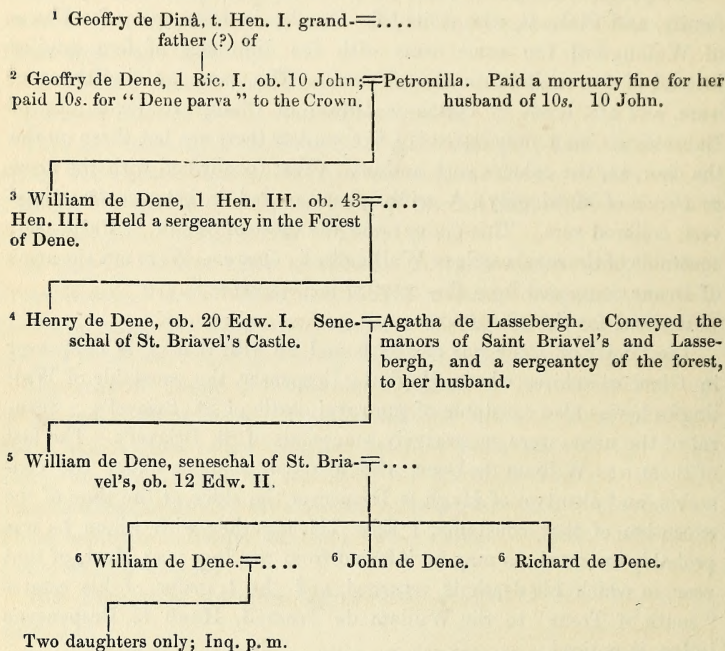 ¹ Geoffry de Dinâ, t. Hen. I. grand-=....
father (?) of
² Geoffry de Dene, 1 Ric. I. ob. 10 John;=Petronilla. Paid a mortuary fine for her
paid 10s. for “Dene parva” to the Crown. husband of 10s. 10 John.
³ William de Dene, 1 Hen. III. ob. 43=....
Hen. III. Held a sergeantcy in the Forest
of Dene.
⁴ Henry de Dene, ob. 20 Edw. I. Sene-=Agatha de Lassebergh. Conveyed the
schal of St. Briavel's Castle. manors of Saint Briavel's and Lasse-
bergh, and a sergeantcy of the forest,
to her husband.
⁵ William de Dene, seneschal of St. Bria-=....
vel's, ob. 12 Edw. II.
⁶ William de Dene.=.... ⁶ John de Dene. ⁶ Richard de Dene.
Two daughters only; Inq. p. m.